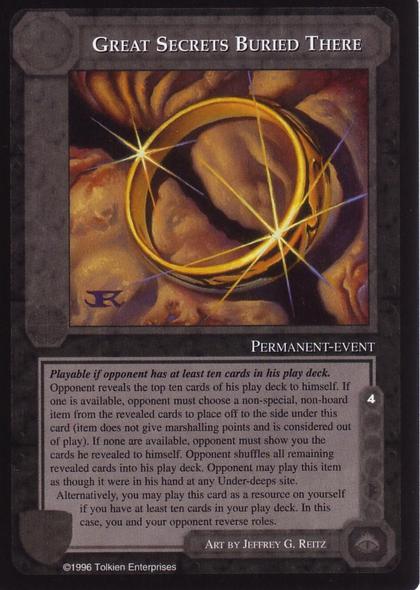 GREAT SECRETS BURIED THERE
JR
PERMANENT-EVENT
Playable if opponent has at least ten cards in his play deck.
Opponent reveals the top ten cards of his play deck to himself. If
one is available, opponent must choose a non-special, non-hoard
item from the revealed cards to place off to the side under this
card (item does not give marshalling points and is considered out
of play). If none are available, opponent must show you the
cards he revealed to himself. Opponent shuffles all remaining
revealed cards into his play deck. Opponent may play this item
as though it were in his hand at any Under-deeps site.
Alternatively, you may play this card as a resource on yourself
if you have at least ten cards in your play deck. In this
case, you and your opponent reverse roles.
4
ART BY JEFFREY G. REITZ
©1996 Tolkien Enterprises